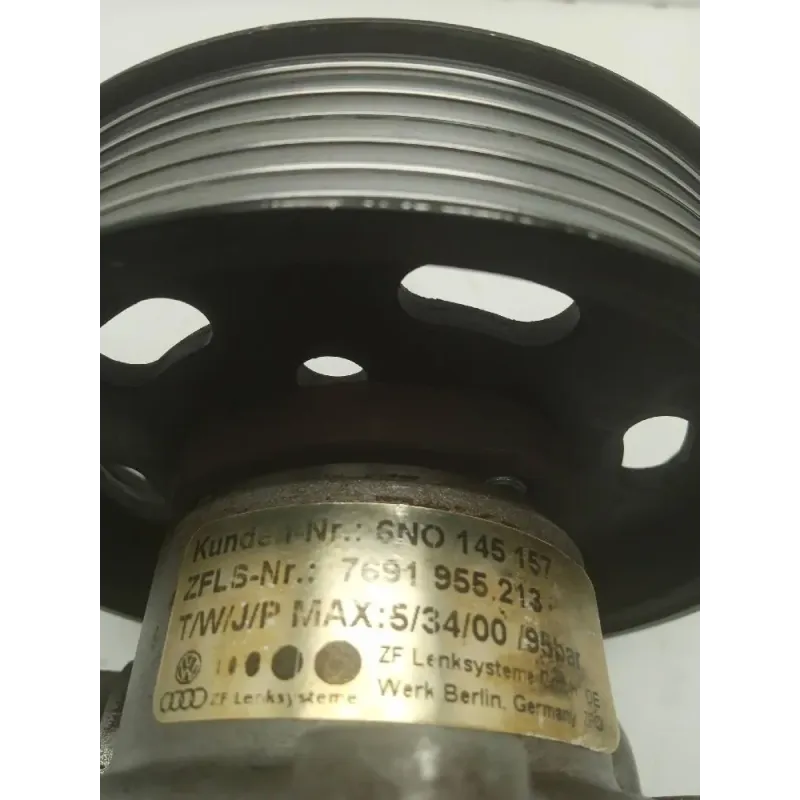 Kunden-Nr.: 6NO 145 157
ZFLS-Nr.: 7691 955.213
T/W/J/P MAX:5/34/00 /95bar
ZF Lenksysteme
Werk Berlin, Germany
ZF Lenksysteme